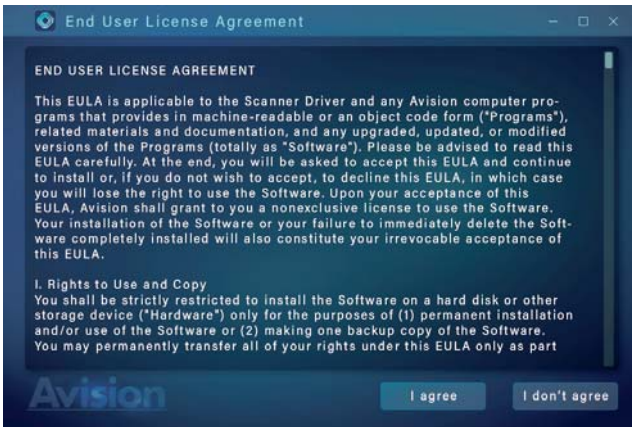 End User License Agreement
END USER LICENSE AGREEMENT
This EULA is applicable to the Scanner Driver and any Avision computer pro-
grams that provides in machine-readable or an object code form ("Programs"),
related materials and documentation, and any upgraded, updated, or modified
versions of the Programs (totally as "Software"). Please be advised to read this
EULA carefully. At the end, you will be asked to accept this EULA and continue
to install or, if you do not wish to accept, to decline this EULA, in which case
you will lose the right to use the Software. Upon your acceptance of this
EULA, Avision shall grant to you a nonexclusive license to use the Software.
Your installation of the Software or your failure to immediately delete the Soft-
ware completely installed will also constitute your irrevocable acceptance of
this EULA.
I. Rights to Use and Copy
You shall be strictly restricted to install the Software on a hard disk or other
storage device ("Hardware") only for the purposes of (1) permanent installation
and/or use of the Software or (2) making one backup copy of the Software.
You may permanently transfer all of your rights under this EULA only as part
Avision
I agree
I don't agree